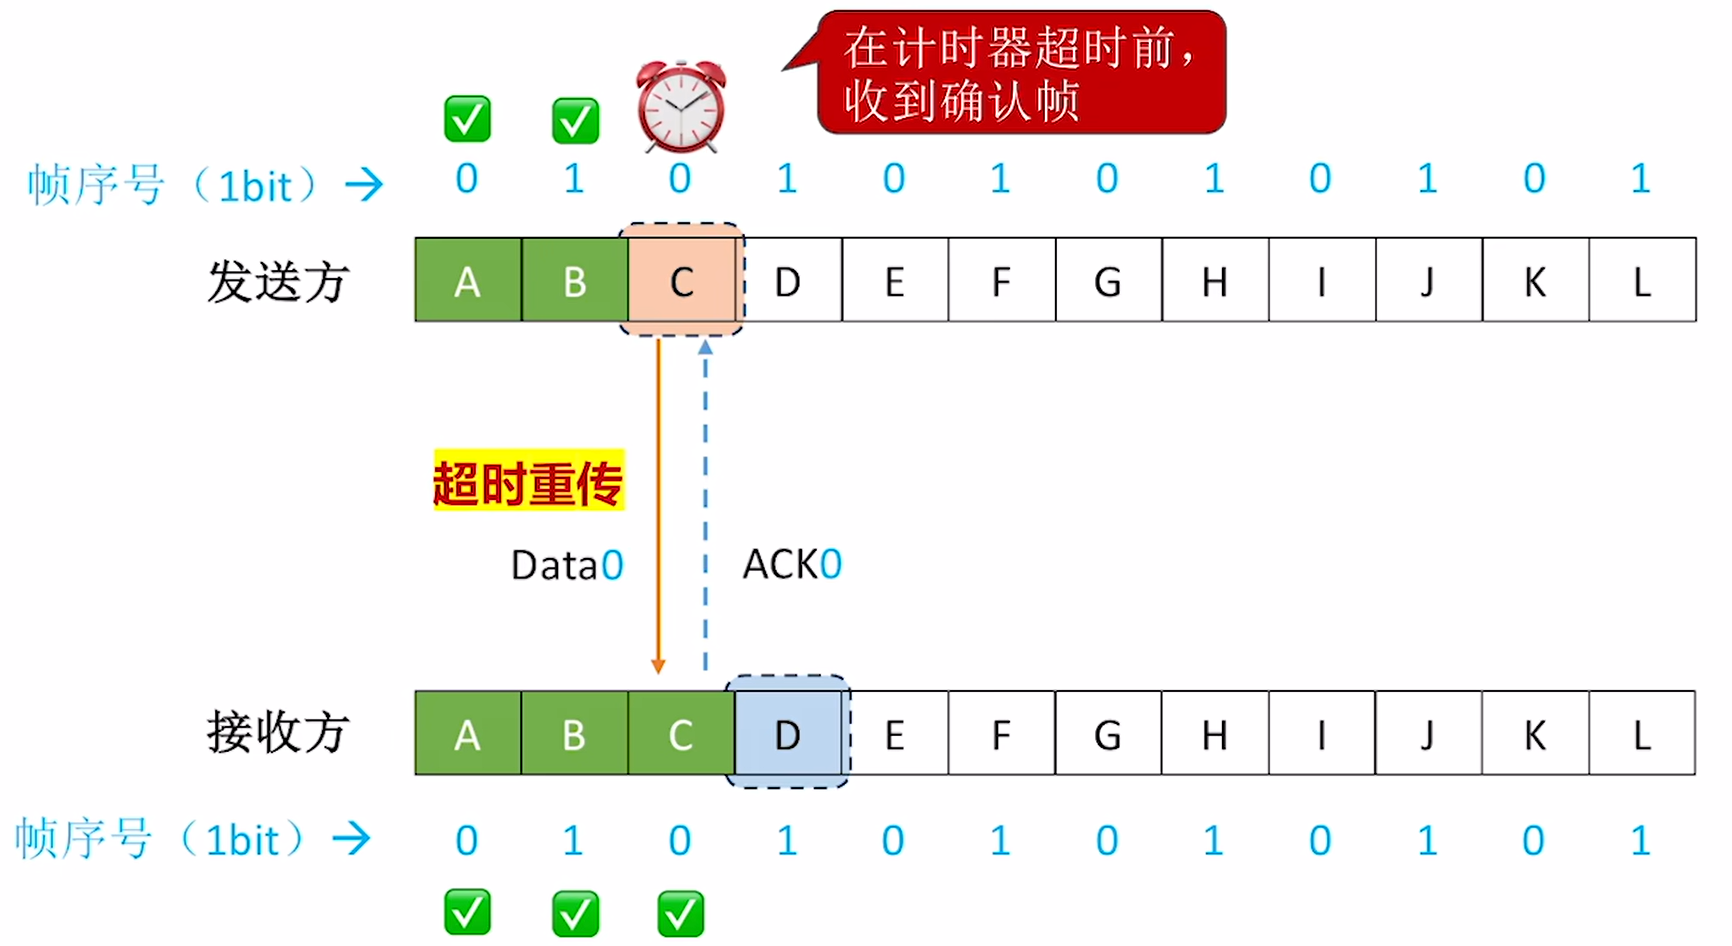 在计时器超时前，
收到确认帧
帧序号（1bit）→ 0 1 0 1 0 1 0 1 0 1 0 1
发送方 A B C D E F G H I J K L
超时重传
Data0 ACK0
接收方 A B C D E F G H I J K L
帧序号（1bit）→ 0 1 0 1 0 1 0 1 0 1 0 1